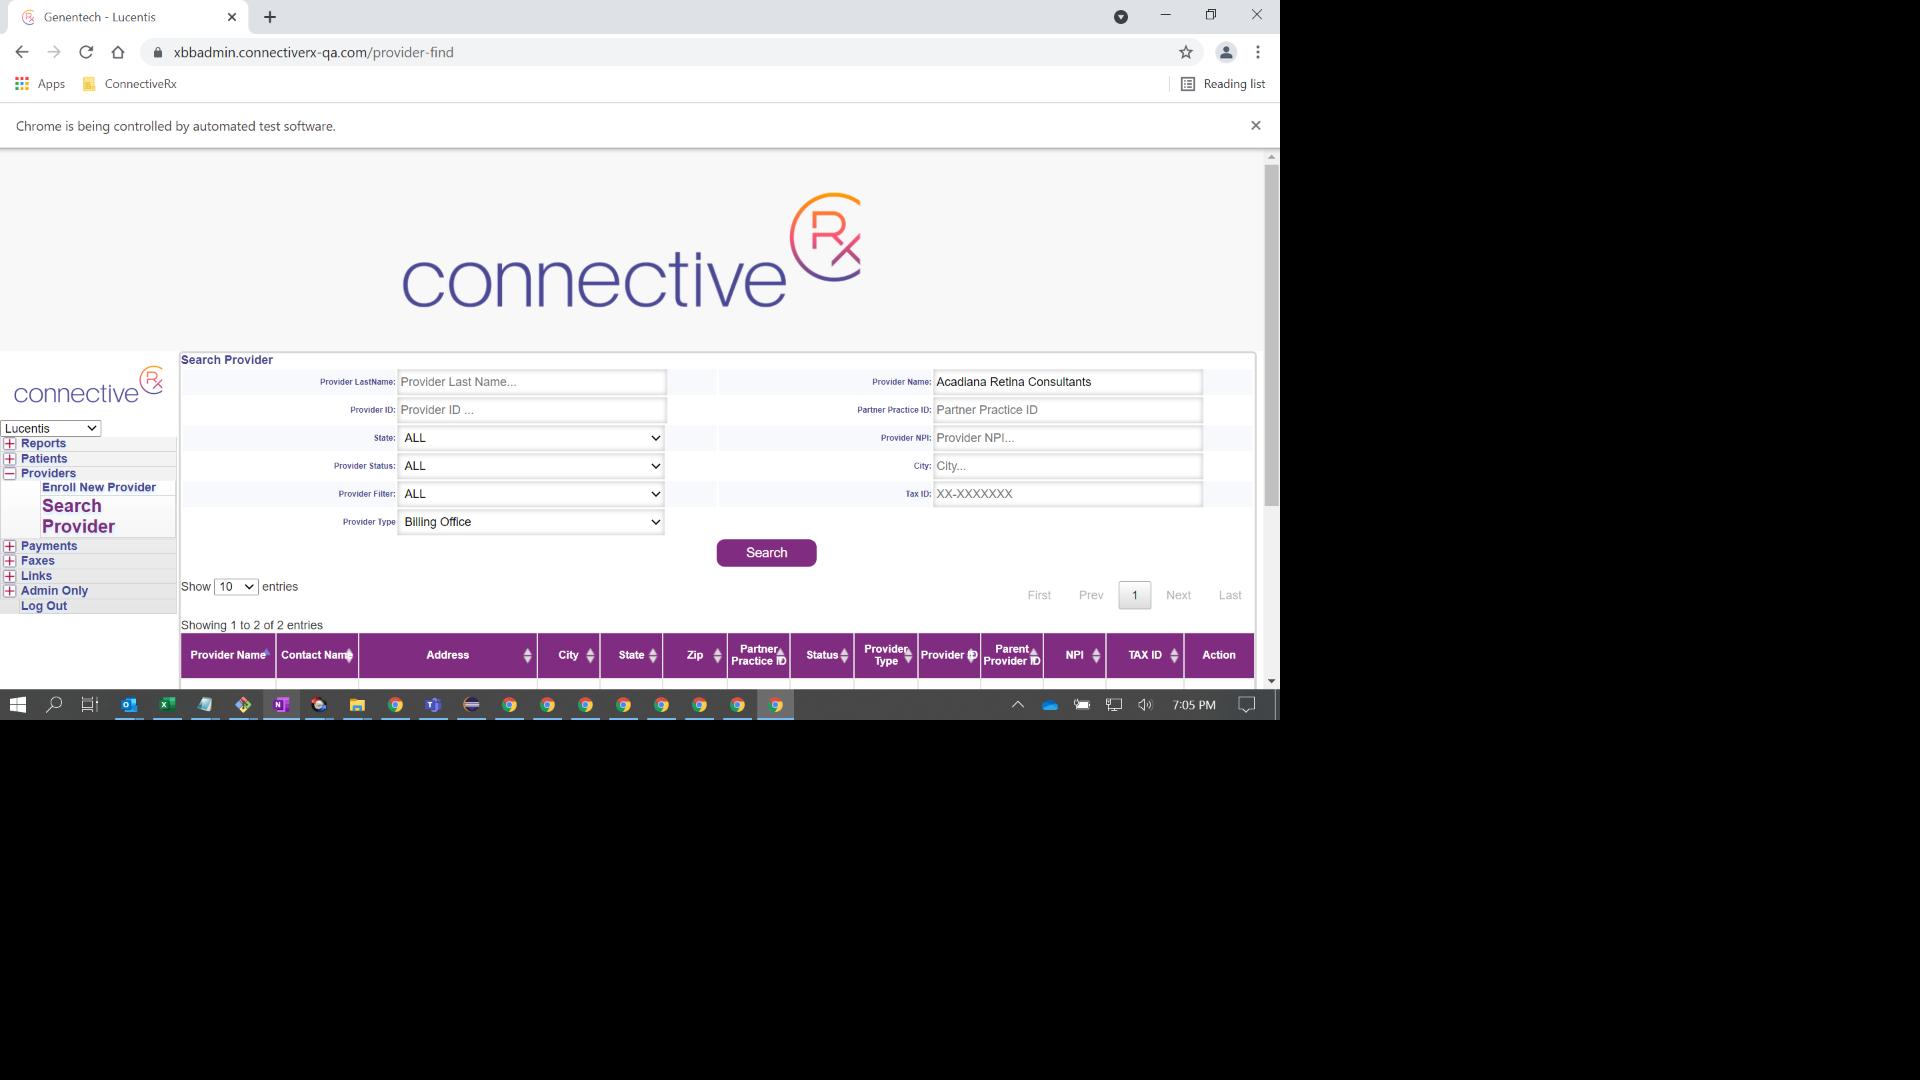 Genentech - Lucentis
xbbadmin.connectiverx-qa.com/provider-find
Apps
ConnectiveRx
Reading list
Chrome is being controlled by automated test software.
connective Rx
Search Provider
connective Rx
Provider LastName: Provider Last Name...
Provider Name: Acadiana Retina Consultants
Provider ID: Provider ID ...
Partner Practice ID: Partner Practice ID
Lucentis
State: ALL
Provider NPI: Provider NPI...
Reports
Patients
Provider Status: ALL
City: City...
Providers
Enroll New Provider
Provider Filter: ALL
Tax ID: XX-XXXXXXX
Search
Provider
Provider Type Billing Office
Payments
Search
Faxes
Links
Show 10 entries
First Prev 1 Next Last
Admin Only
Log Out
Showing 1 to 2 of 2 entries
Provider Name Contact Name Address City State Zip Partner Practice ID Status Provider Type Provider ID Parent Provider ID NPI TAX ID Action
7:05 PM